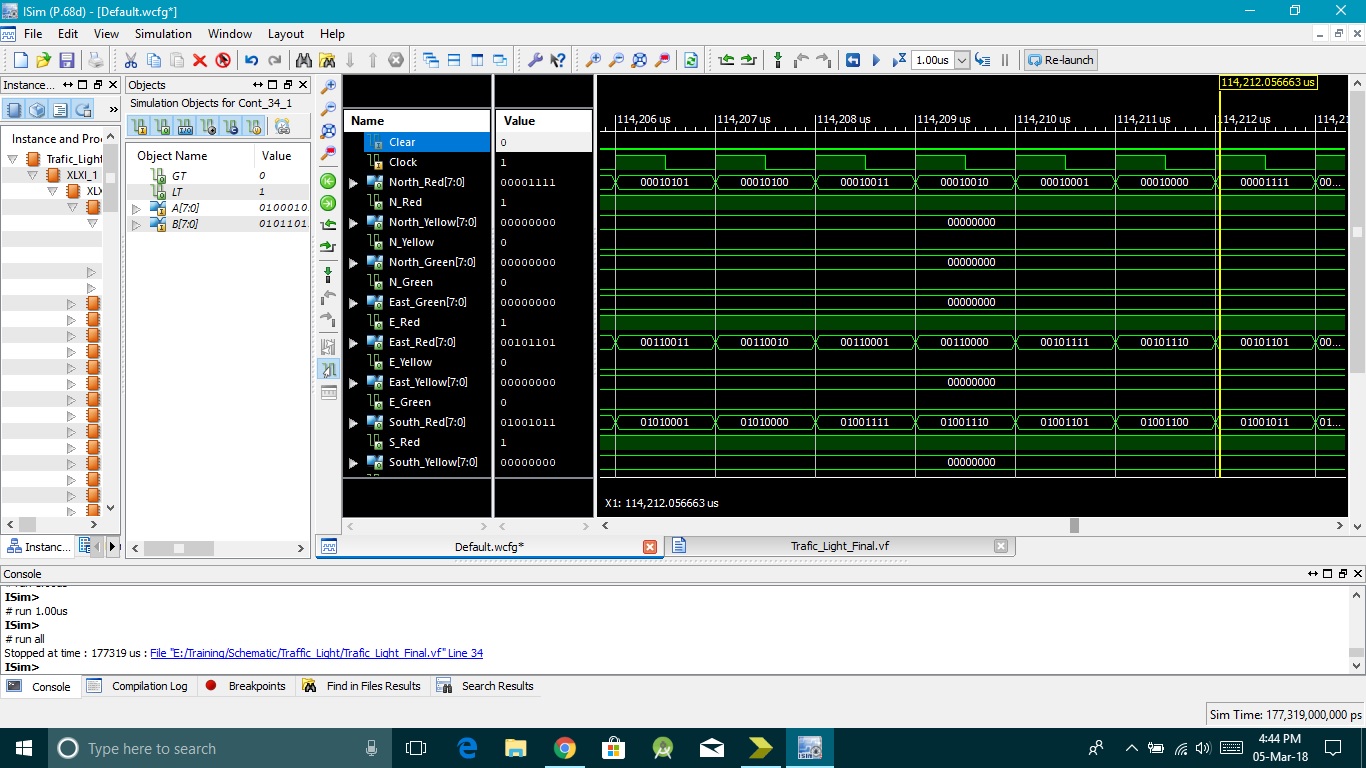 ISim (P.68d) - [Default.wcfg*]
File Edit View Simulation Window Layout Help
1.00us Re-launch
Instance...
Objects
Simulation Objects for Cont_34_1
Instance and Pro
Object Name Value
Trafic_Light
XLXI_1
XLX
GT 0
LT 1
A[7:0] 0100010
B[7:0] 0101101
Name Value
Clear 0
Clock 1
North_Red[7:0] 00001111
N_Red 1
North_Yellow[7:0] 00000000
N_Yellow 0
North_Green[7:0] 00000000
N_Green 0
East_Green[7:0] 00000000
E_Red 1
East_Red[7:0] 00101101
E_Yellow 0
East_Yellow[7:0] 00000000
E_Green 0
South_Red[7:0] 01001011
S_Red 1
South_Yellow[7:0] 00000000
114,212.056663 us
114,206 us 114,207 us 114,208 us 114,209 us 114,210 us 114,211 us 114,212 us 114,21
00010101 00010100 00010011 00010010 00010001 00010000 00001111 00...
00000000
00000000
00000000
00110011 00110010 00110001 00110000 00101111 00101110 00101101 00...
00000000
01010001 01010000 01001111 01001110 01001101 01001100 01001011 01...
00000000
X1: 114,212.056663 us
Instanc...
Default.wcfg*
Trafic_Light_Final.vf
Console
ISim>
# run 1.00us
ISim>
# run all
Stopped at time : 177319 us : File "E:/Training/Schematic/Traffic_Light/Trafic_Light_Final.vf" Line 34
ISim>
Console Compilation Log Breakpoints Find in Files Results Search Results
Sim Time: 177,319,000,000 ps
Type here to search
4:44 PM
05-Mar-18